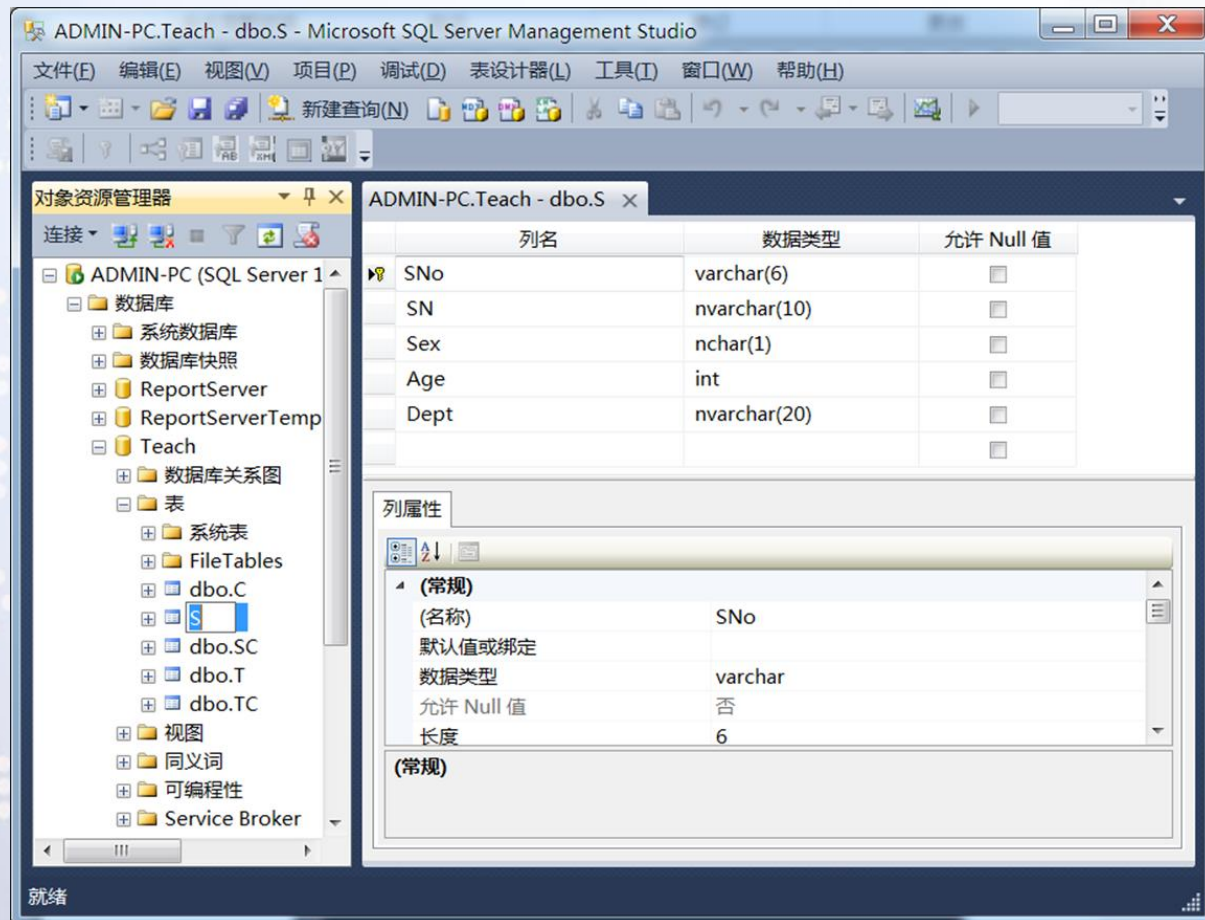 ADMIN-PC.Teach - dbo.S - Microsoft SQL Server Management Studio
文件(F) 编辑(E) 视图(V) 项目(P) 调试(D) 表设计器(L) 工具(T) 窗口(W) 帮助(H)
新建查询(N)
对象资源管理器
连接
ADMIN-PC (SQL Server 1
数据库
系统数据库
数据库快照
ReportServer
ReportServerTemp
Teach
数据库关系图
表
系统表
FileTables
dbo.C
S
dbo.SC
dbo.T
dbo.TC
视图
同义词
可编程性
Service Broker
ADMIN-PC.Teach - dbo.S
列名 数据类型 允许 Null 值
SNo varchar(6)
SN nvarchar(10)
Sex nchar(1)
Age int
Dept nvarchar(20)
列属性
(常规)
(名称) SNo
默认值或绑定
数据类型 varchar
允许 Null 值 否
长度 6
(常规)
就绪